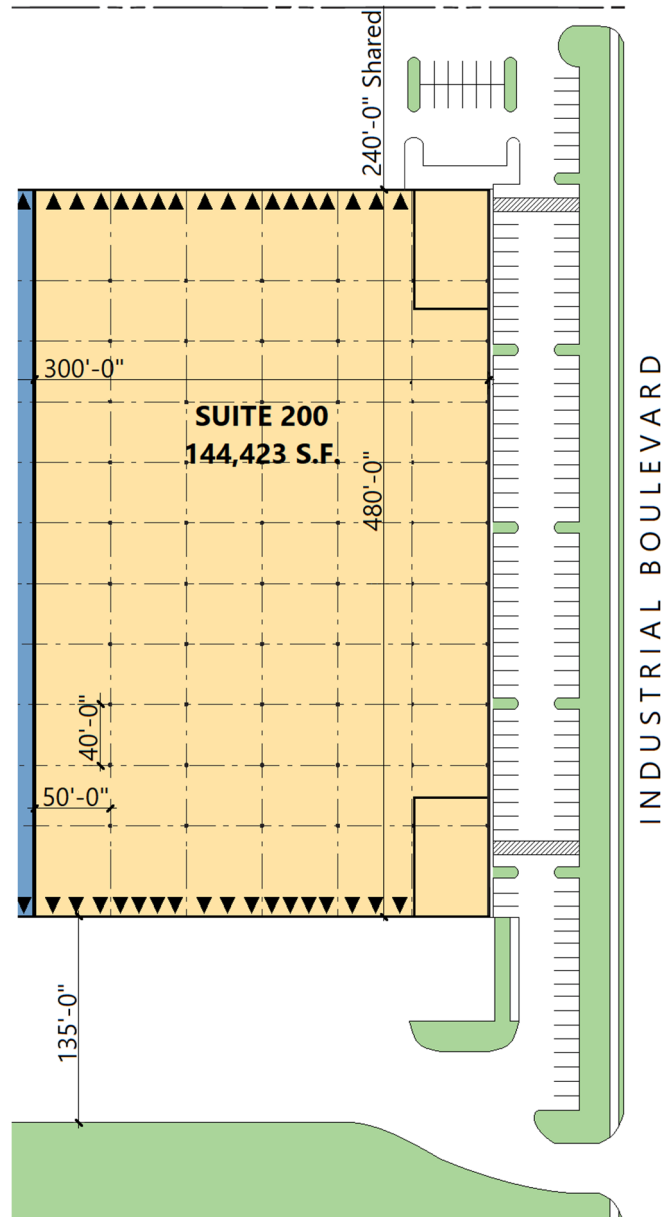 240'-0" Shared
300'-0"
SUITE 200
144,423 S.F.
480'-0"
40'-0"
50'-0"
135'-0"
INDUSTRIAL BOULEVARD